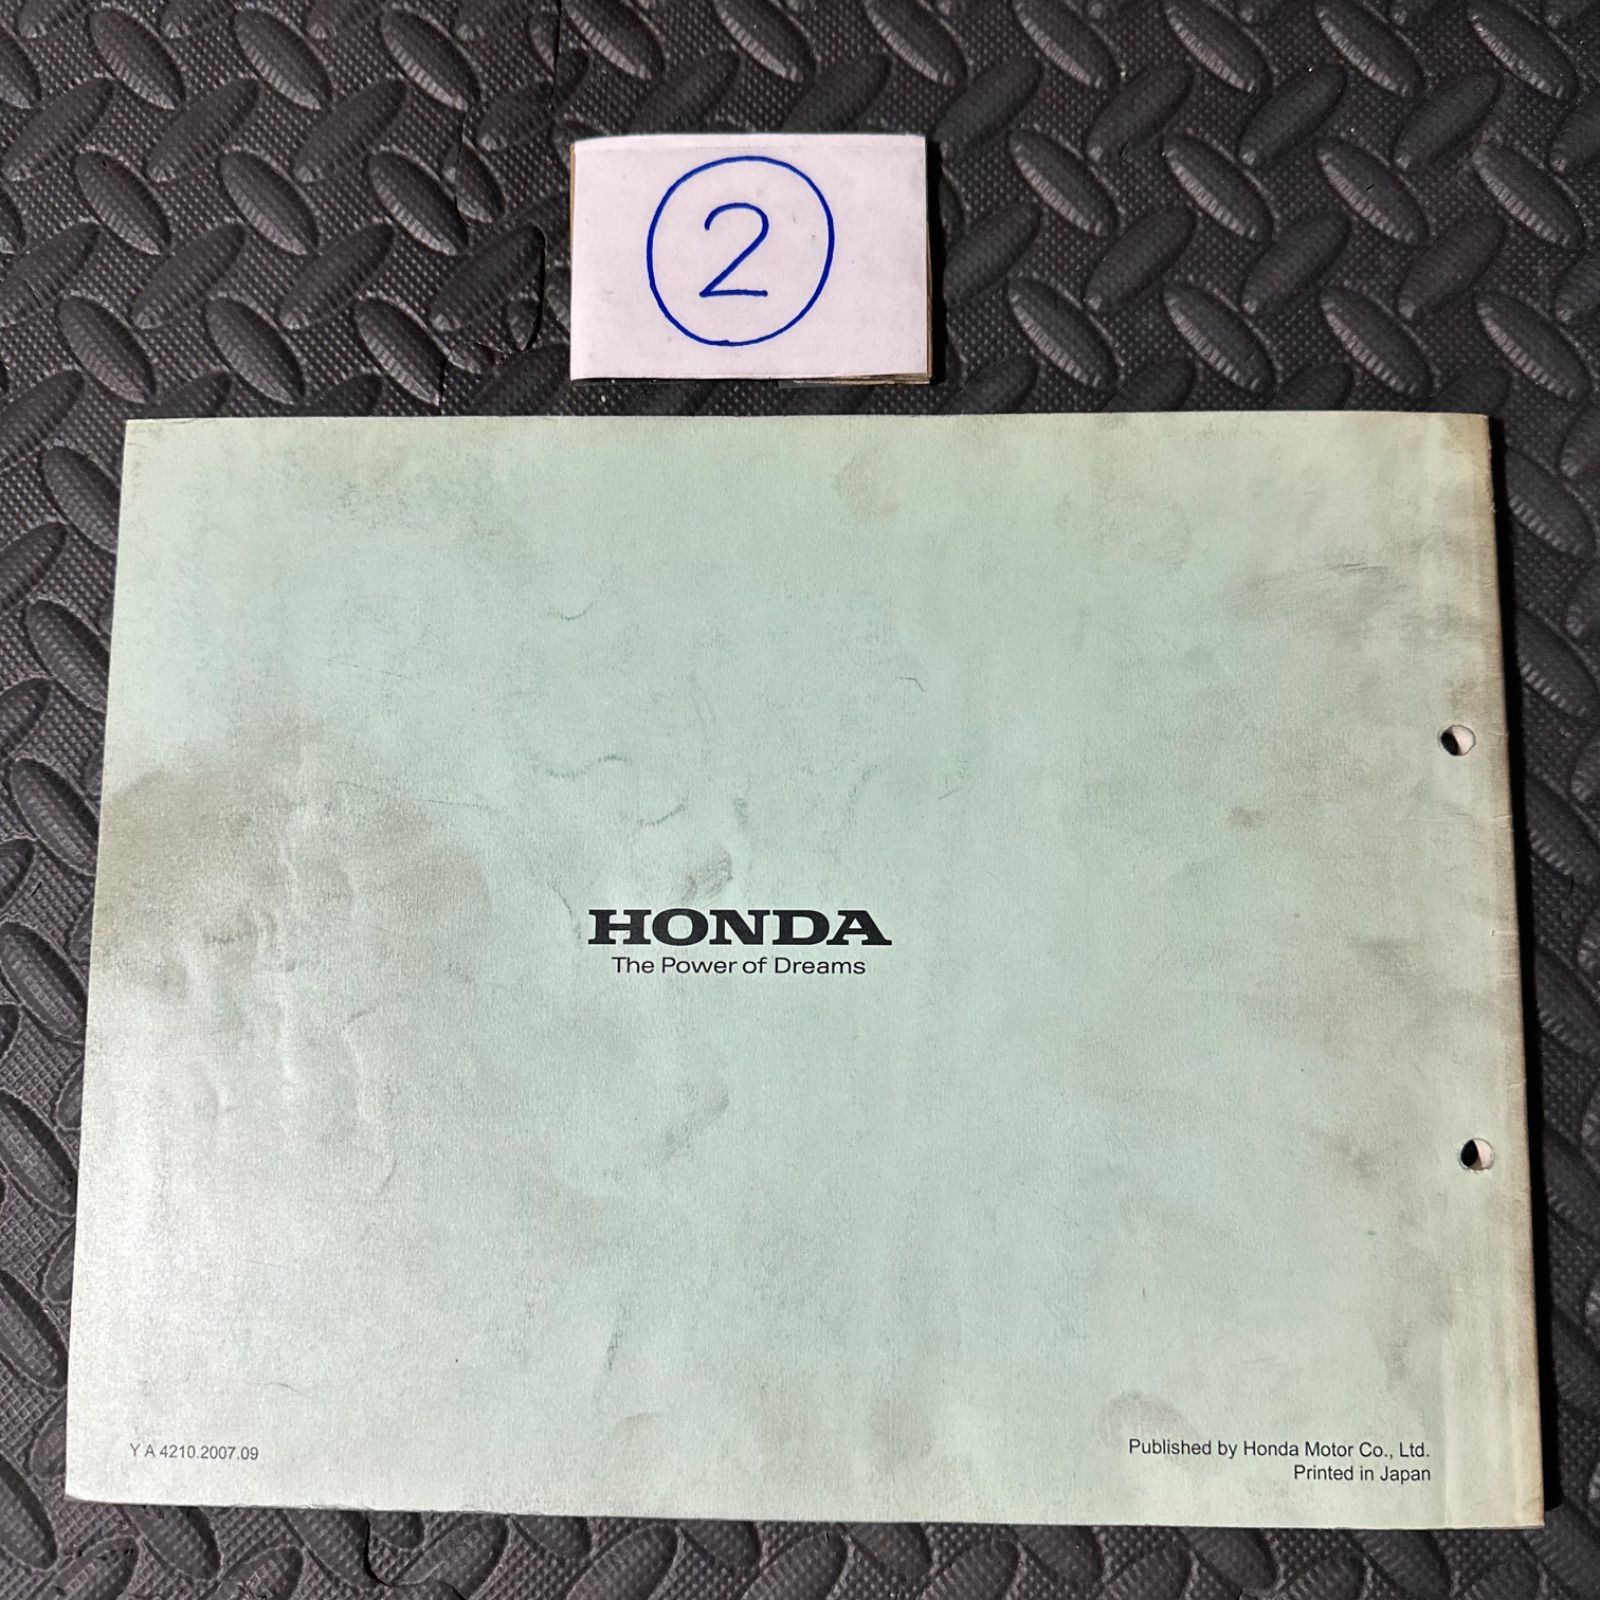 ②
HONDA
The Power of Dreams
Y A 4210.2007.09
Published by Honda Motor Co., Ltd.
Printed in Japan